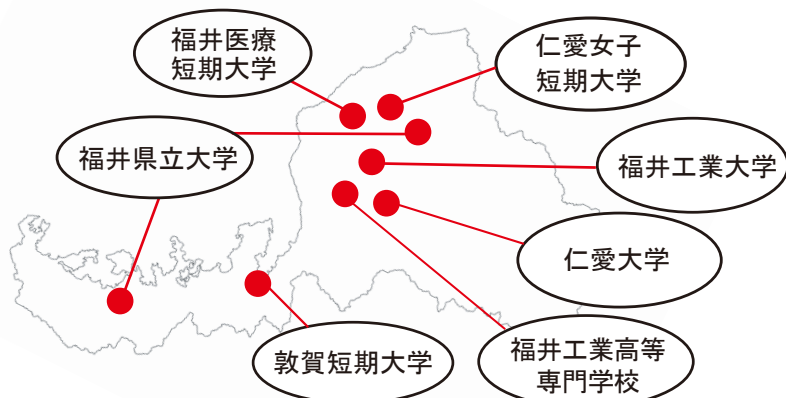 福井医療
短期大学
仁愛女子
短期大学
福井県立大学
福井工業大学
仁愛大学
敦賀短期大学
福井工業高等
専門学校